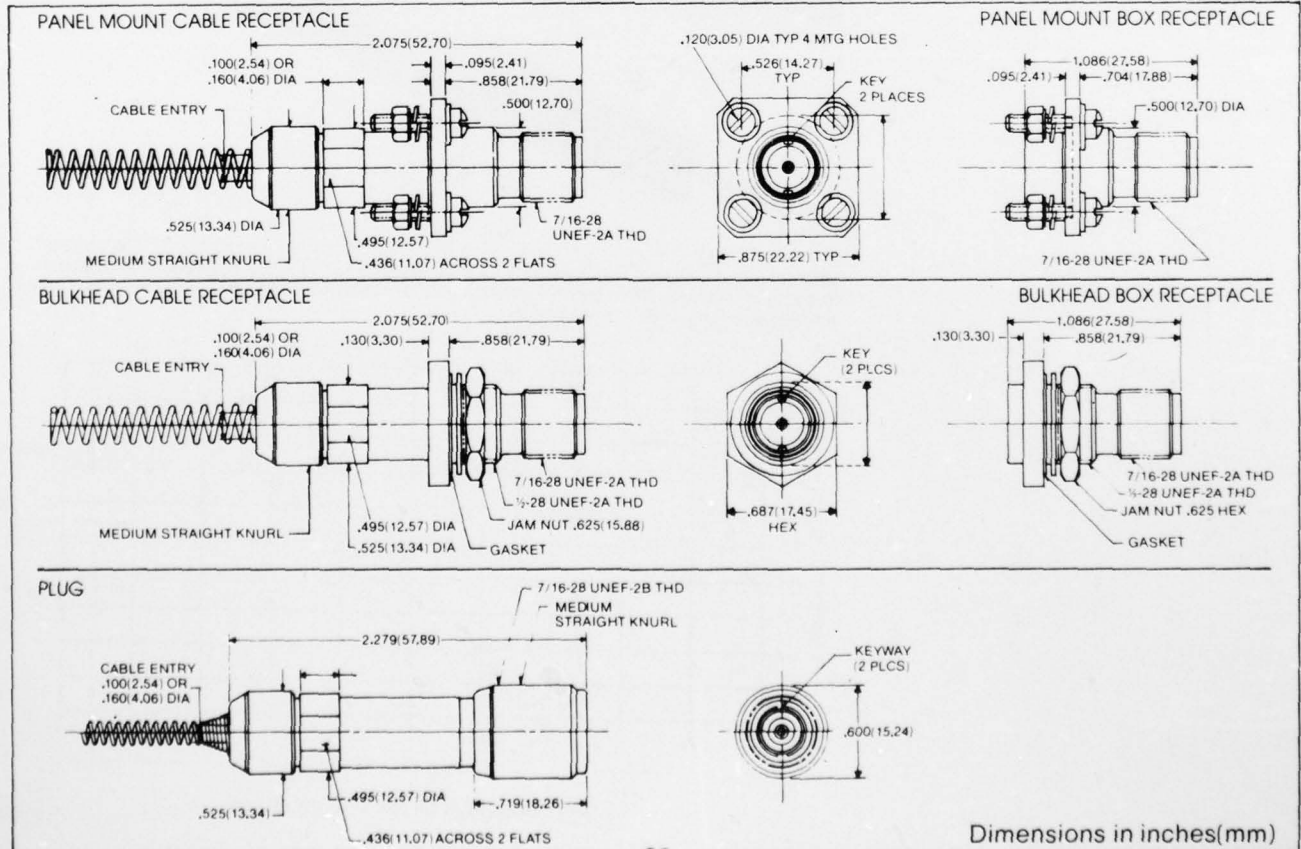 PANEL MOUNT CABLE RECEPTACLE
PANEL MOUNT BOX RECEPTACLE
2.075(52.70)
.100(2.54) OR
.160(4.06) DIA
.095(2.41)
.858(21.79)
.500(12.70)
CABLE ENTRY
.525(13.34) DIA
MEDIUM STRAIGHT KNURL
.495(12.57)
.436(11.07) ACROSS 2 FLATS
7/16-28
UNEF-2A THD
.120(3.05) DIA TYP 4 MTG HOLES
.526(14.27)
TYP
KEY
2 PLACES
.875(22.22) TYP
1.086(27.58)
.095(2.41)
.704(17.88)
.500(12.70) DIA
7/16-28 UNEF-2A THD
BULKHEAD CABLE RECEPTACLE
BULKHEAD BOX RECEPTACLE
2.075(52.70)
.100(2.54) OR
.160(4.06) DIA
.130(3.30)
.858(21.79)
CABLE ENTRY
MEDIUM STRAIGHT KNURL
.495(12.57) DIA
.525(13.34) DIA
7/16-28 UNEF-2A THD
½-28 UNEF-2A THD
JAM NUT .625(15.88)
GASKET
KEY
(2 PLCS)
.687(17.45)
HEX
1.086(27.58)
.130(3.30)
.858(21.79)
7/16-28 UNEF-2A THD
-28 UNEF-2A THD
JAM NUT .625 HEX
GASKET
PLUG
7/16-28 UNEF-2B THD
MEDIUM
STRAIGHT KNURL
2.279(57.89)
CABLE ENTRY
.100(2.54) OR
.160(4.06) DIA
.525(13.34)
.495(12.57) DIA
.436(11.07) ACROSS 2 FLATS
.719(18.26)
KEYWAY
(2 PLCS)
.600(15.24)
Dimensions in inches(mm)